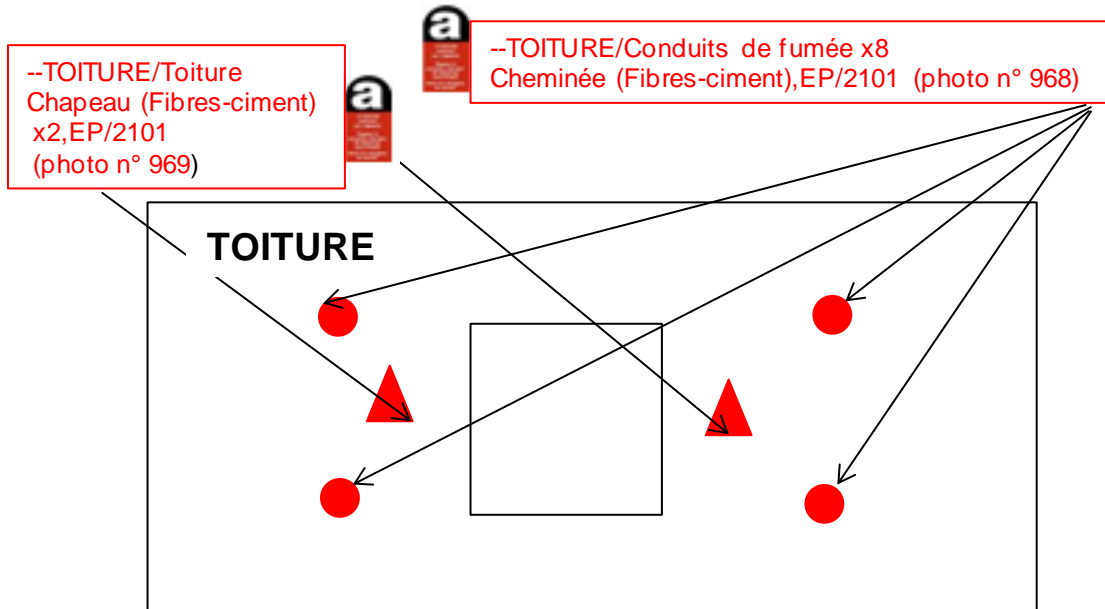 --TOITURE/Toiture
Chapeau (Fibres-ciment)
x2,EP/2101
(photo n° 969)
a
a
--TOITURE/Conduits de fumée x8
Cheminée (Fibres-ciment),EP/2101 (photo n° 968)
TOITURE